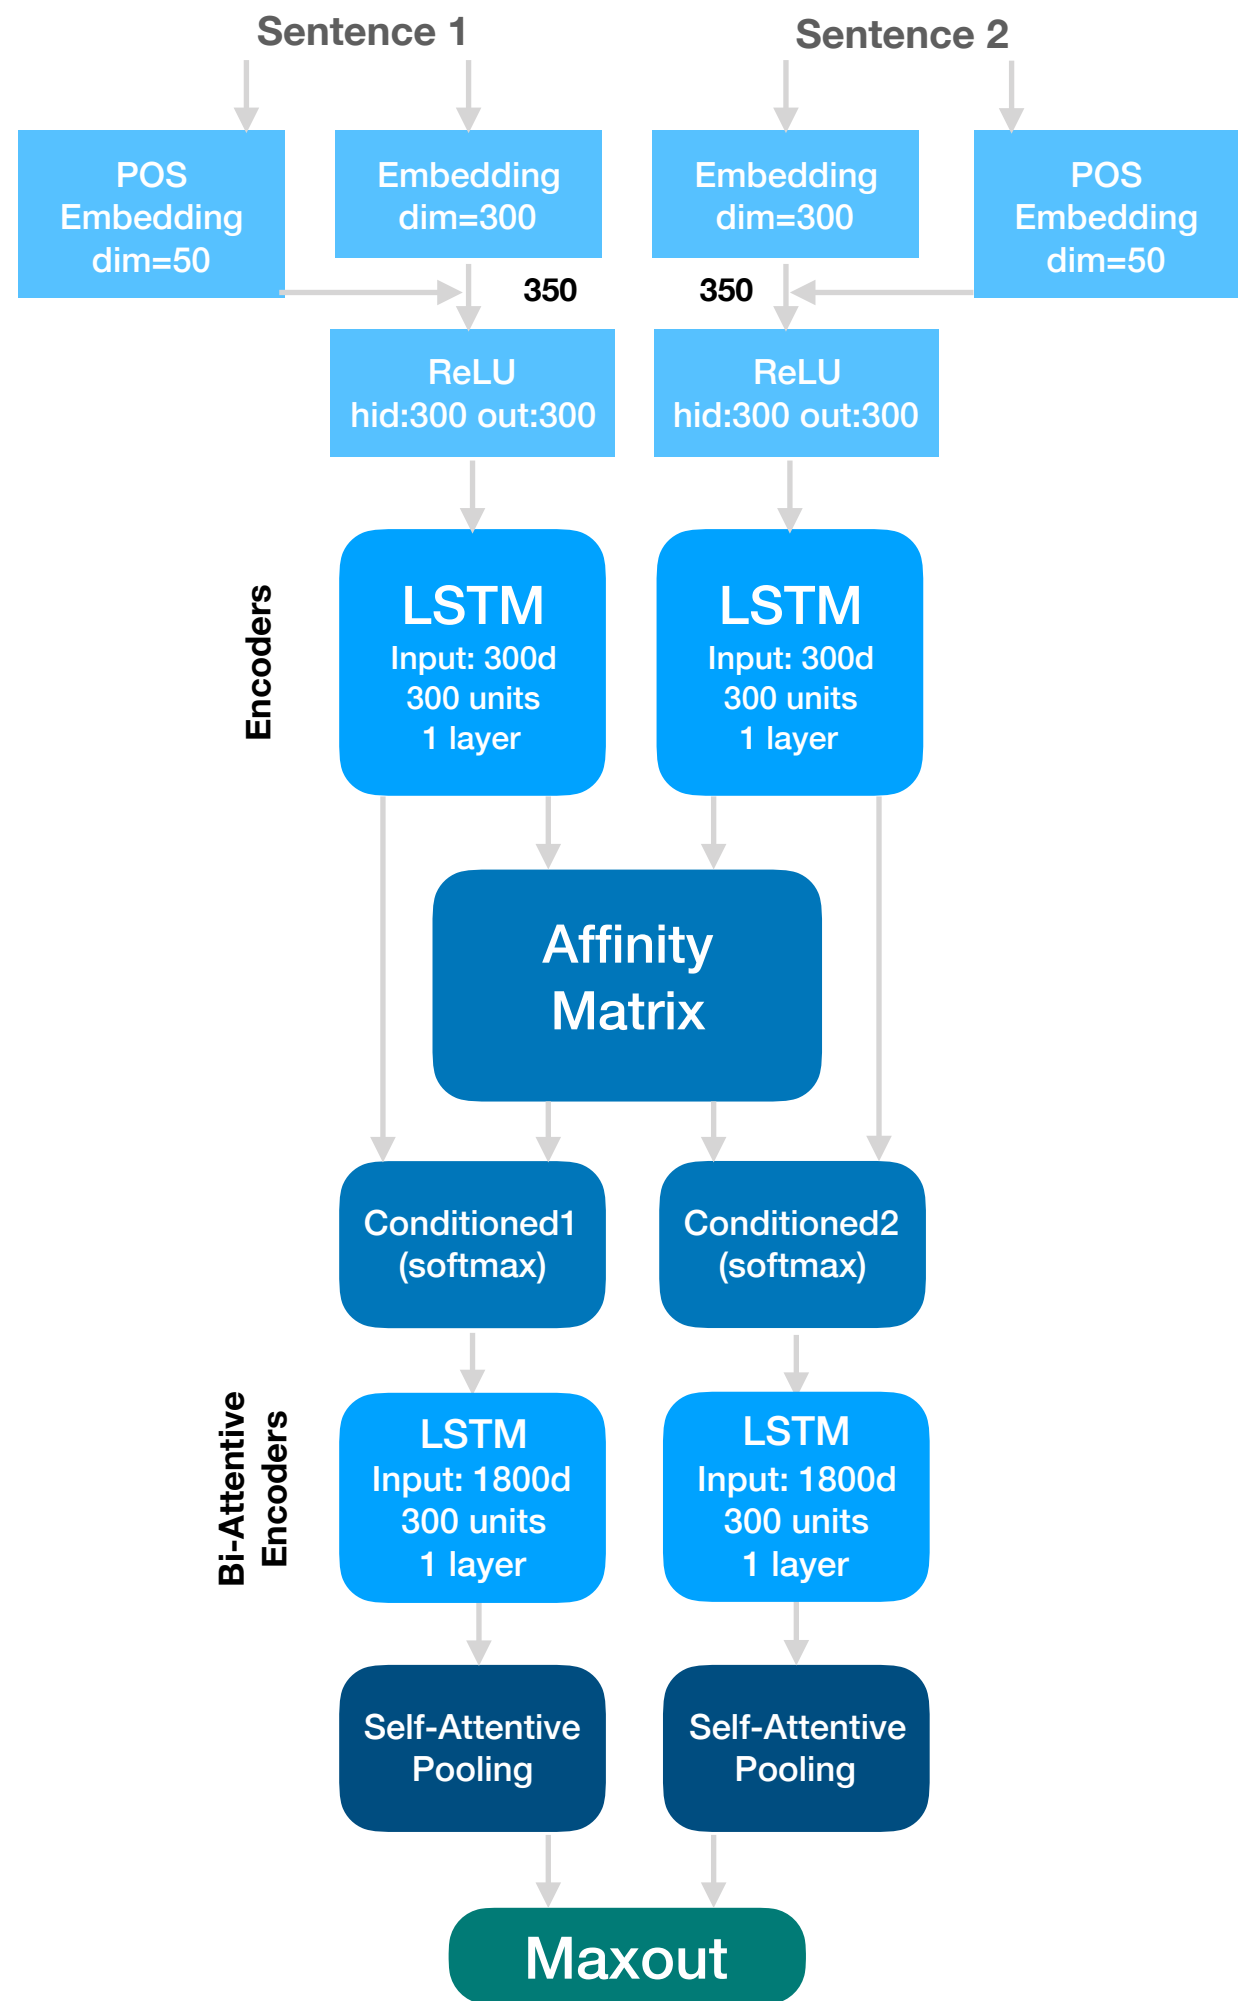 Sentence 1
Sentence 2
POS
Embedding
dim=50
Embedding
dim=300
Embedding
dim=300
POS
Embedding
dim=50
350
350
ReLU
hid:300 out:300
ReLU
hid:300 out:300
Encoders
LSTM
Input: 300d
300 units
1 layer
LSTM
Input: 300d
300 units
1 layer
Affinity
Matrix
Conditioned1
(softmax)
Conditioned2
(softmax)
Bi-Attentive
Encoders
LSTM
Input: 1800d
300 units
1 layer
LSTM
Input: 1800d
300 units
1 layer
Self-Attentive
Pooling
Self-Attentive
Pooling
Maxout